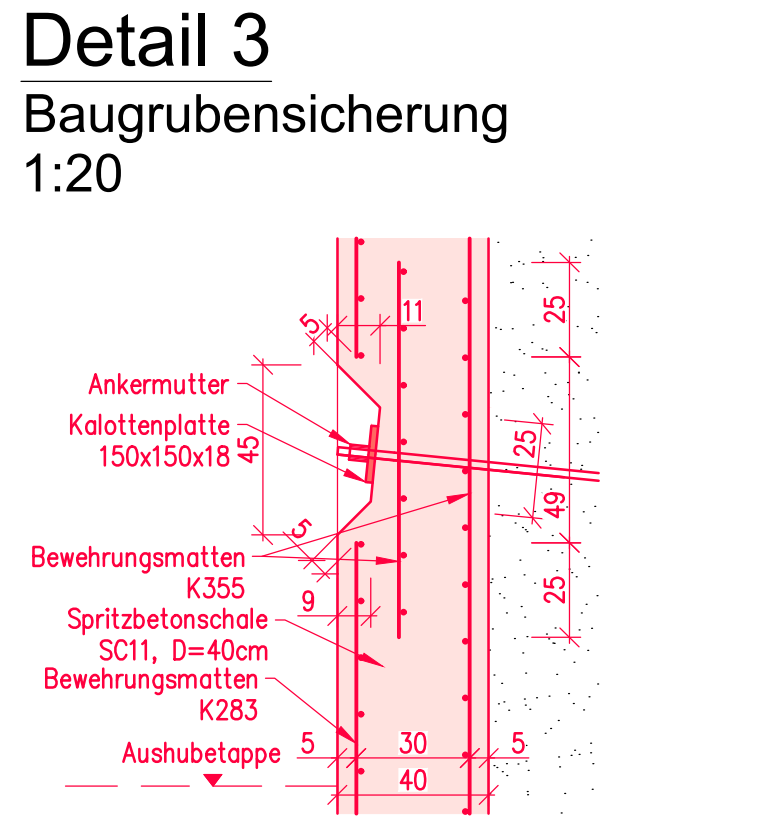 Detail 3
Baugrubensicherung
1:20
5
11
25
Ankermutter
Kalottenplatte
150x150x18
45
25
49
5
Bewehrungsmatten
K355
25
9
Spritzbetonschale
SC11, D=40cm
Bewehrungsmatten
K283
Aushubetappe
5
30
5
40